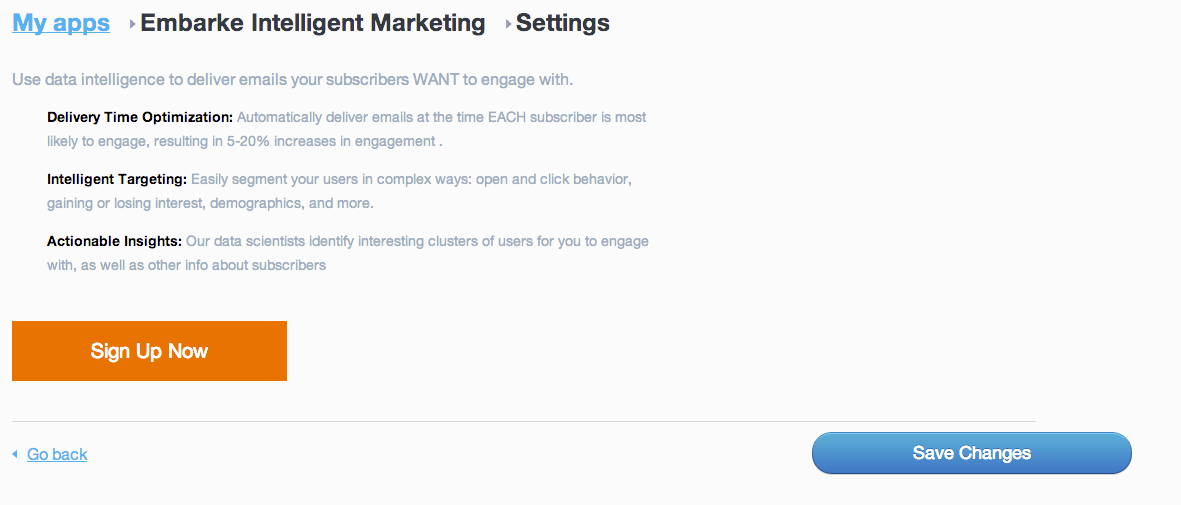 My apps Embarke Intelligent Marketing Settings
Use data intelligence to deliver emails your subscribers WANT to engage with.
Delivery Time Optimization: Automatically deliver emails at the time EACH subscriber is most
likely to engage, resulting in 5-20% increases in engagement .
Intelligent Targeting: Easily segment your users in complex ways: open and click behavior,
gaining or losing interest, demographics, and more.
Actionable Insights: Our data scientists identify interesting clusters of users for you to engage
with, as well as other info about subscribers
Sign Up Now
Go back
Save Changes